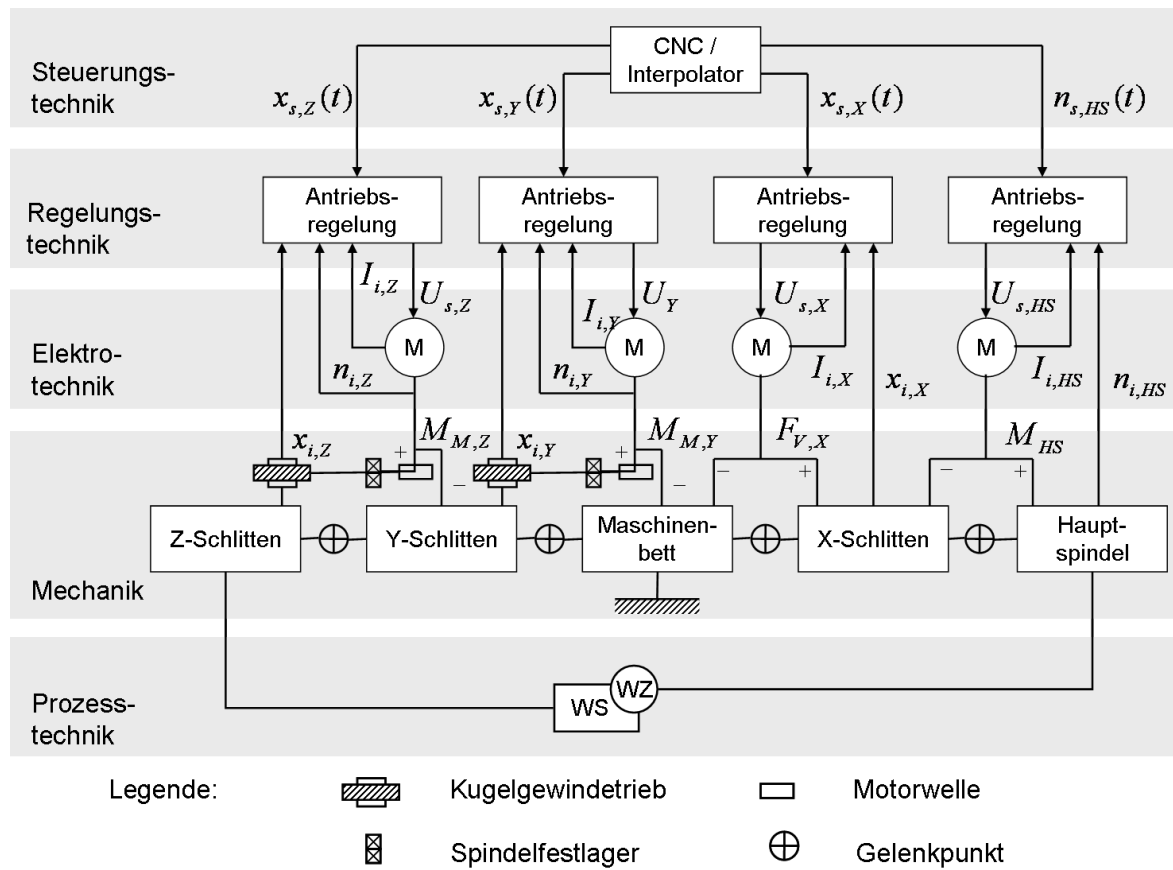 CNC /
Interpolator
Steuerungs-
technik
x_{s,Z}(t)
x_{s,Y}(t)
x_{s,X}(t)
n_{s,HS}(t)
Regelungs-
technik
Antriebs-
regelung
Antriebs-
regelung
Antriebs-
regelung
Antriebs-
regelung
I_{i,Z}
U_{s,Z}
I_{i,Y}
U_Y
U_{s,X}
U_{s,HS}
Elektro-
technik
M
M
M
M
n_{i,Z}
n_{i,Y}
I_{i,X}
x_{i,X}
I_{i,HS}
n_{i,HS}
x_{i,Z}
+
M_{M,Z}
−
x_{i,Y}
+
M_{M,Y}
−
F_{V,X}
−
+
M_{HS}
−
+
Mechanik
Z-Schlitten
Y-Schlitten
Maschinen-
bett
X-Schlitten
Haupt-
spindel
Prozess-
technik
WS
WZ
Legende:
Kugelgewindetrieb
Motorwelle
Spindelfestlager
Gelenkpunkt